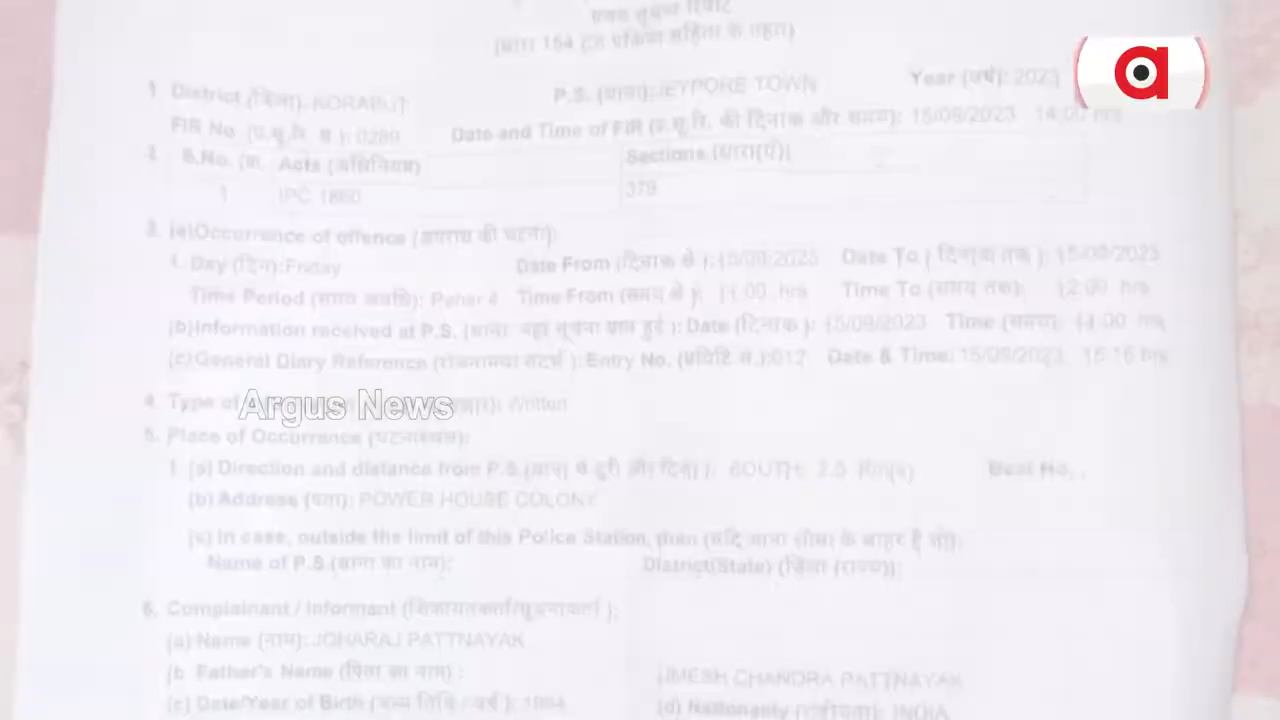 प्रथम सूचना रिपोर्ट
(धारा 154 दंड प्रक्रिया संहिता के तहत)
1 District (जिला): KORAPUT P.S. (थाना): JEYPORE TOWN Year (वर्ष): 2023
FIR No. (प्र.सू.रि. सं.): 0289 Date and Time of FIR (प्र.सू.रि. की दिनांक और समय): 15/09/2023 14:00 hrs
2. S.No. (क्र. Acts (अधिनियम) Sections (धारा(एँ))
1 IPC 1860 379
3. (a) Occurrence of offence (अपराध की घटना):
1. Day (दिन): Friday Date From (दिनांक से): 15/09/2023 Date To (दिनांक तक): 15/09/2023
Time Period (समय अवधि): Pahar 4 Time From (समय से): 11:00 hrs Time To (समय तक): 12:00 hrs
(b) Information received at P.S. (थाना जहां सूचना प्राप्त हुई): Date (दिनांक): 15/09/2023 Time (समय): 14:00 hrs
(c) General Diary Reference (रोजनामचा संदर्भ): Entry No. (प्रविष्टि सं.): 017 Date & Time: 15/09/2023 16:16 hrs
Argus News
4. Type of Written
5. Place of Occurrence (घटनास्थल):
1. (a) Direction and distance from P.S. (थाना से दूरी और दिशा): SOUTH, 2.5 Km(s) Beat No. .
(b) Address (पता): POWER HOUSE COLONY
(c) In case, outside the limit of this Police Station, then (यदि थाना सीमा के बाहर है तो):
Name of P.S. (थाना का नाम): District(State) (जिला (राज्य)):
6. Complainant / Informant (शिकायतकर्ता/सूचनाकर्ता):
(a) Name (नाम): JOHARAJ PATTNAYAK
(b Father's Name (पिता का नाम): UMESH CHANDRA PATTNAYAK
(c) Date/Year of Birth (जन्म तिथि / वर्ष): 1964 (d) Nationality (राष्ट्रीयता): INDIA